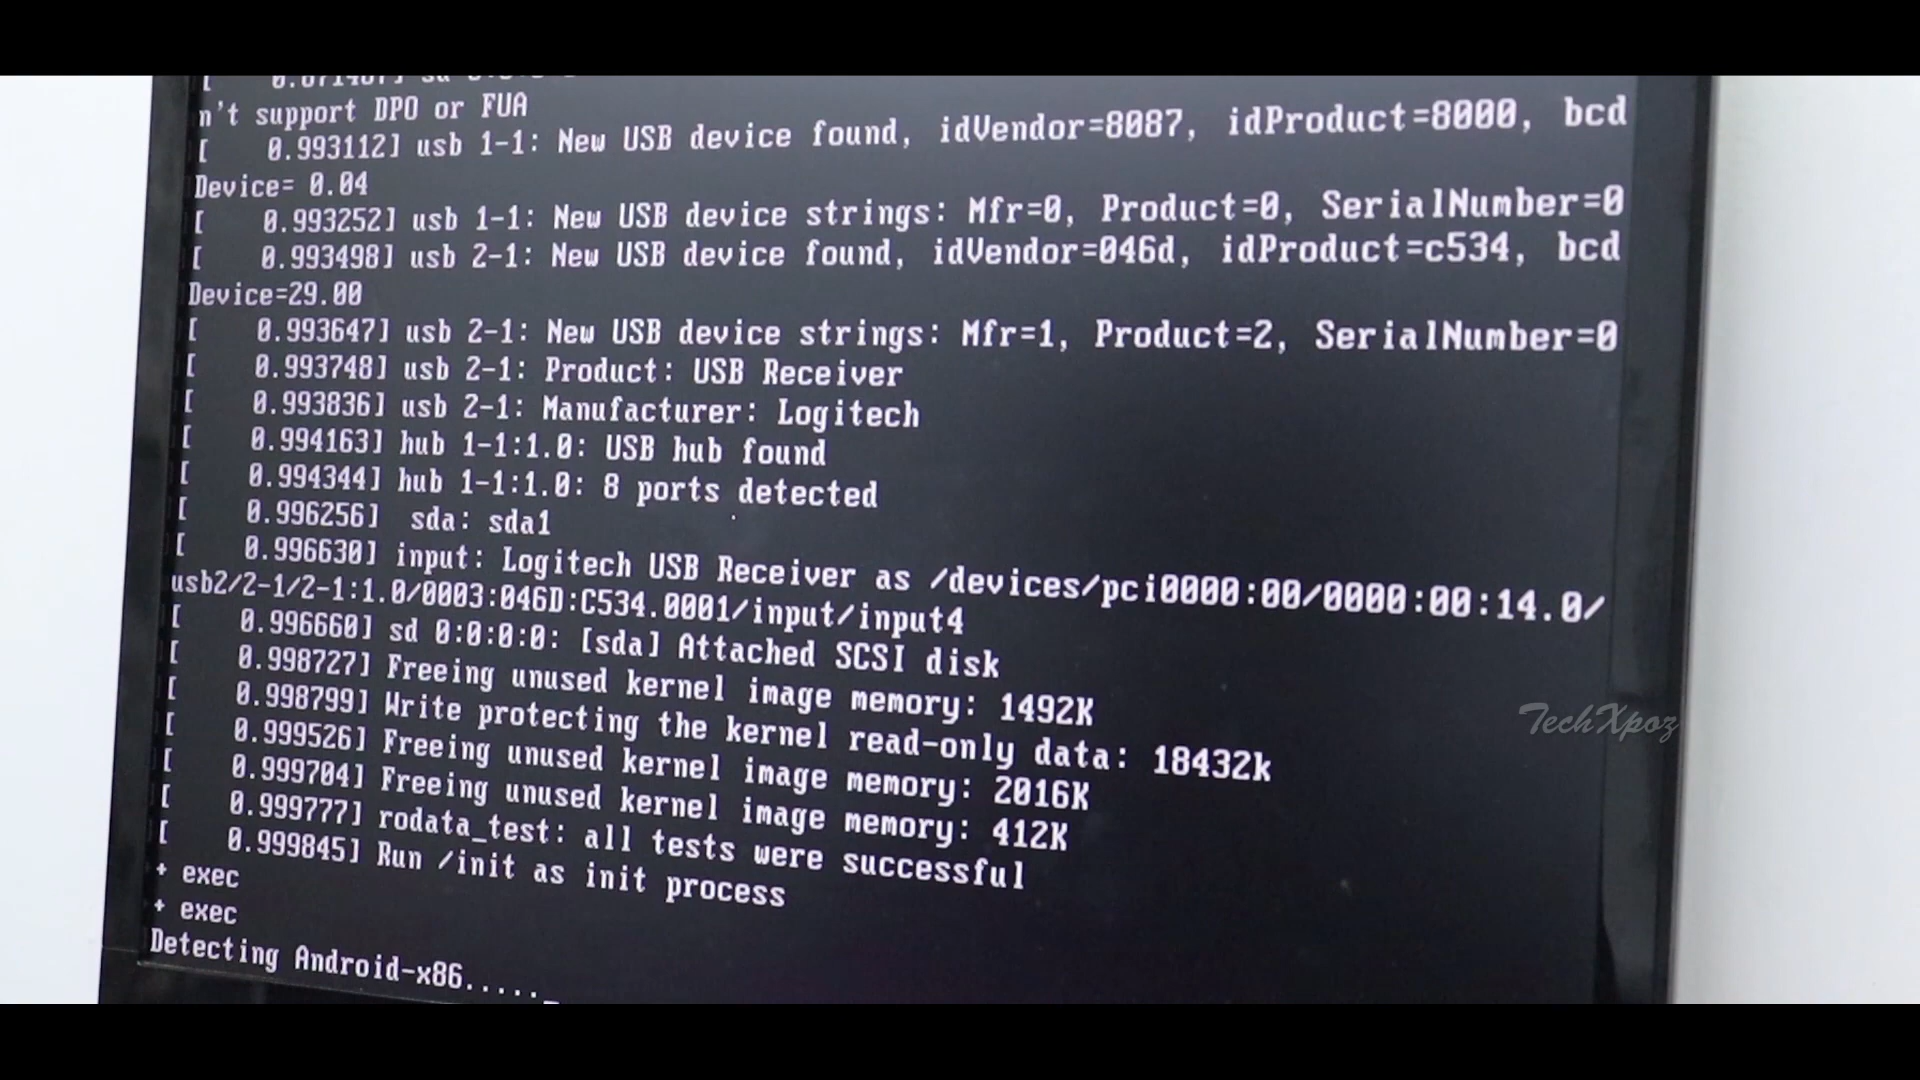 n't support DPO or FUA
[    0.993112] usb 1-1: New USB device found, idVendor=8087, idProduct=8000, bcd
Device= 0.04
[    0.993252] usb 1-1: New USB device strings: Mfr=0, Product=0, SerialNumber=0
[    0.993498] usb 2-1: New USB device found, idVendor=046d, idProduct=c534, bcd
Device=29.00
[    0.993647] usb 2-1: New USB device strings: Mfr=1, Product=2, SerialNumber=0
[    0.993748] usb 2-1: Product: USB Receiver
[    0.993836] usb 2-1: Manufacturer: Logitech
[    0.994163] hub 1-1:1.0: USB hub found
[    0.994344] hub 1-1:1.0: 8 ports detected
[    0.996256]  sda: sda1
[    0.996630] input: Logitech USB Receiver as /devices/pci0000:00/0000:00:14.0/
usb2/2-1/2-1:1.0/0003:046D:C534.0001/input/input4
[    0.996660] sd 0:0:0:0: [sda] Attached SCSI disk
[    0.998727] Freeing unused kernel image memory: 1492K
[    0.998799] Write protecting the kernel read-only data: 18432k
[    0.999526] Freeing unused kernel image memory: 2016K
[    0.999704] Freeing unused kernel image memory: 412K
[    0.999777] rodata_test: all tests were successful
[    0.999845] Run /init as init process
+ exec
+ exec
Detecting Android-x86....._
TechXpoz